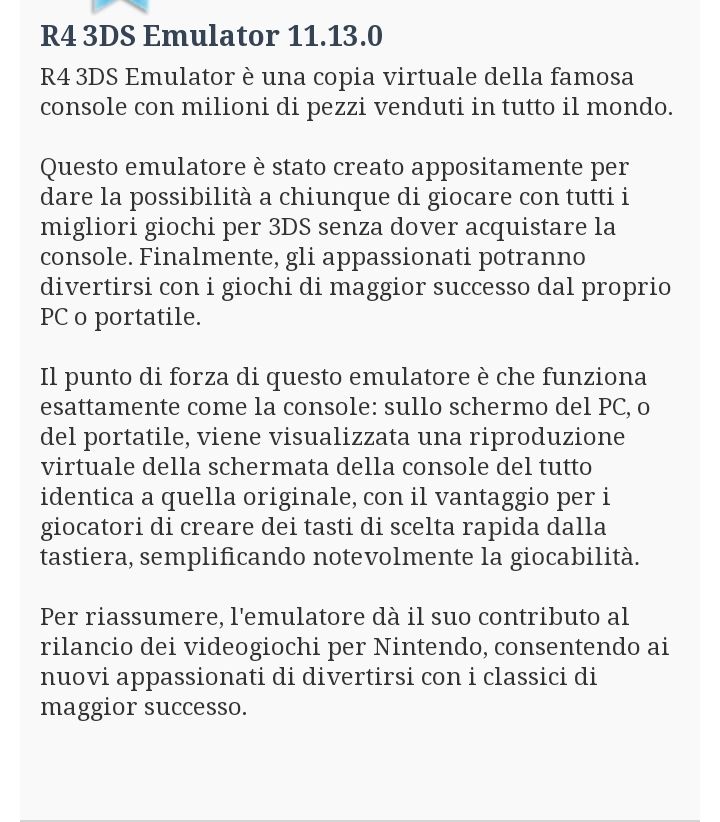 R4 3DS Emulator 11.13.0
R4 3DS Emulator è una copia virtuale della famosa
console con milioni di pezzi venduti in tutto il mondo.
Questo emulatore è stato creato appositamente per
dare la possibilità a chiunque di giocare con tutti i
migliori giochi per 3DS senza dover acquistare la
console. Finalmente, gli appassionati potranno
divertirsi con i giochi di maggior successo dal proprio
PC o portatile.
Il punto di forza di questo emulatore è che funziona
esattamente come la console: sullo schermo del PC, o
del portatile, viene visualizzata una riproduzione
virtuale della schermata della console del tutto
identica a quella originale, con il vantaggio per i
giocatori di creare dei tasti di scelta rapida dalla
tastiera, semplificando notevolmente la giocabilità.
Per riassumere, l'emulatore dà il suo contributo al
rilancio dei videogiochi per Nintendo, consentendo ai
nuovi appassionati di divertirsi con i classici di
maggior successo.